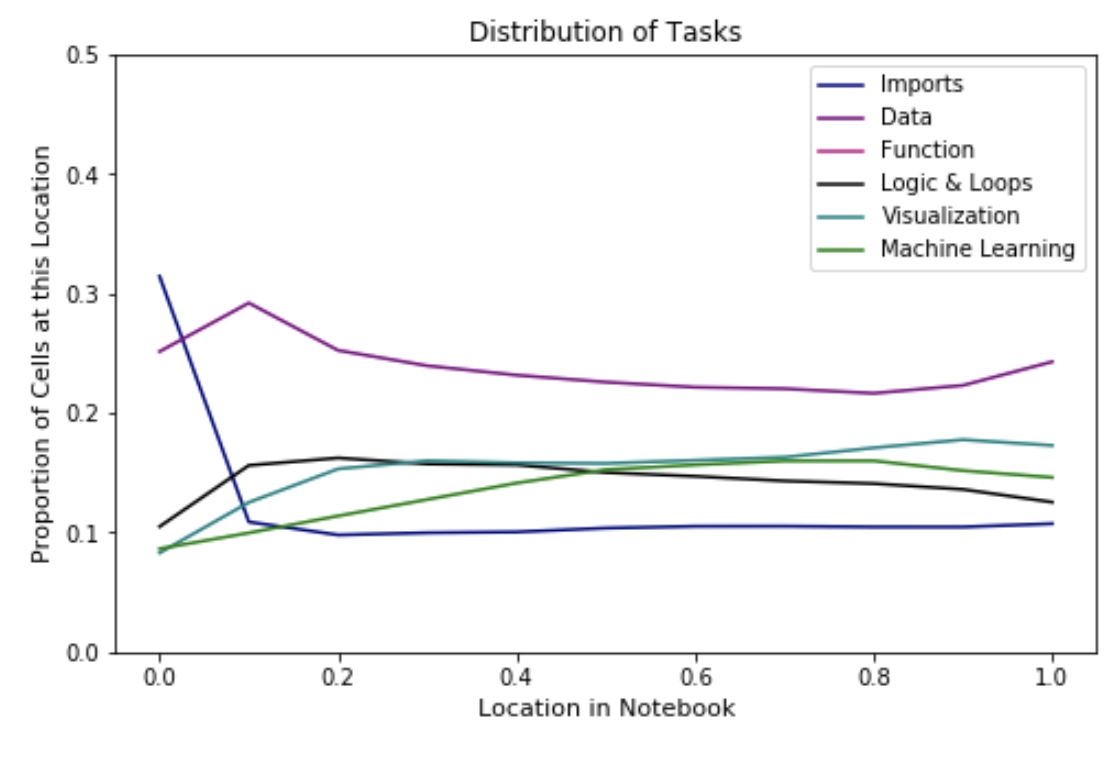 Distribution of Tasks
0.5
0.4
0.3
0.2
0.1
0.0
Proportion of Cells at this Location
Imports
Data
Function
Logic & Loops
Visualization
Machine Learning
0.0 0.2 0.4 0.6 0.8 1.0
Location in Notebook